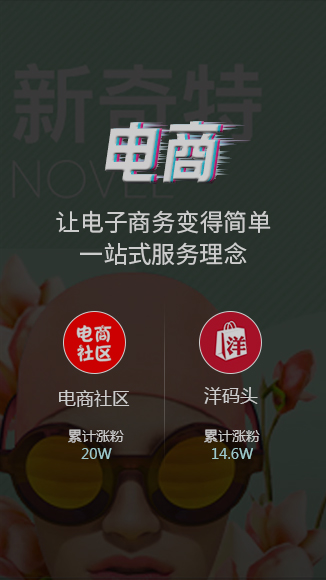 新奇特
NOVEL
电商
让电子商务变得简单
一站式服务理念
电商
社区
洋
电商社区
洋码头
累计涨粉
累计涨粉
20W
14.6W